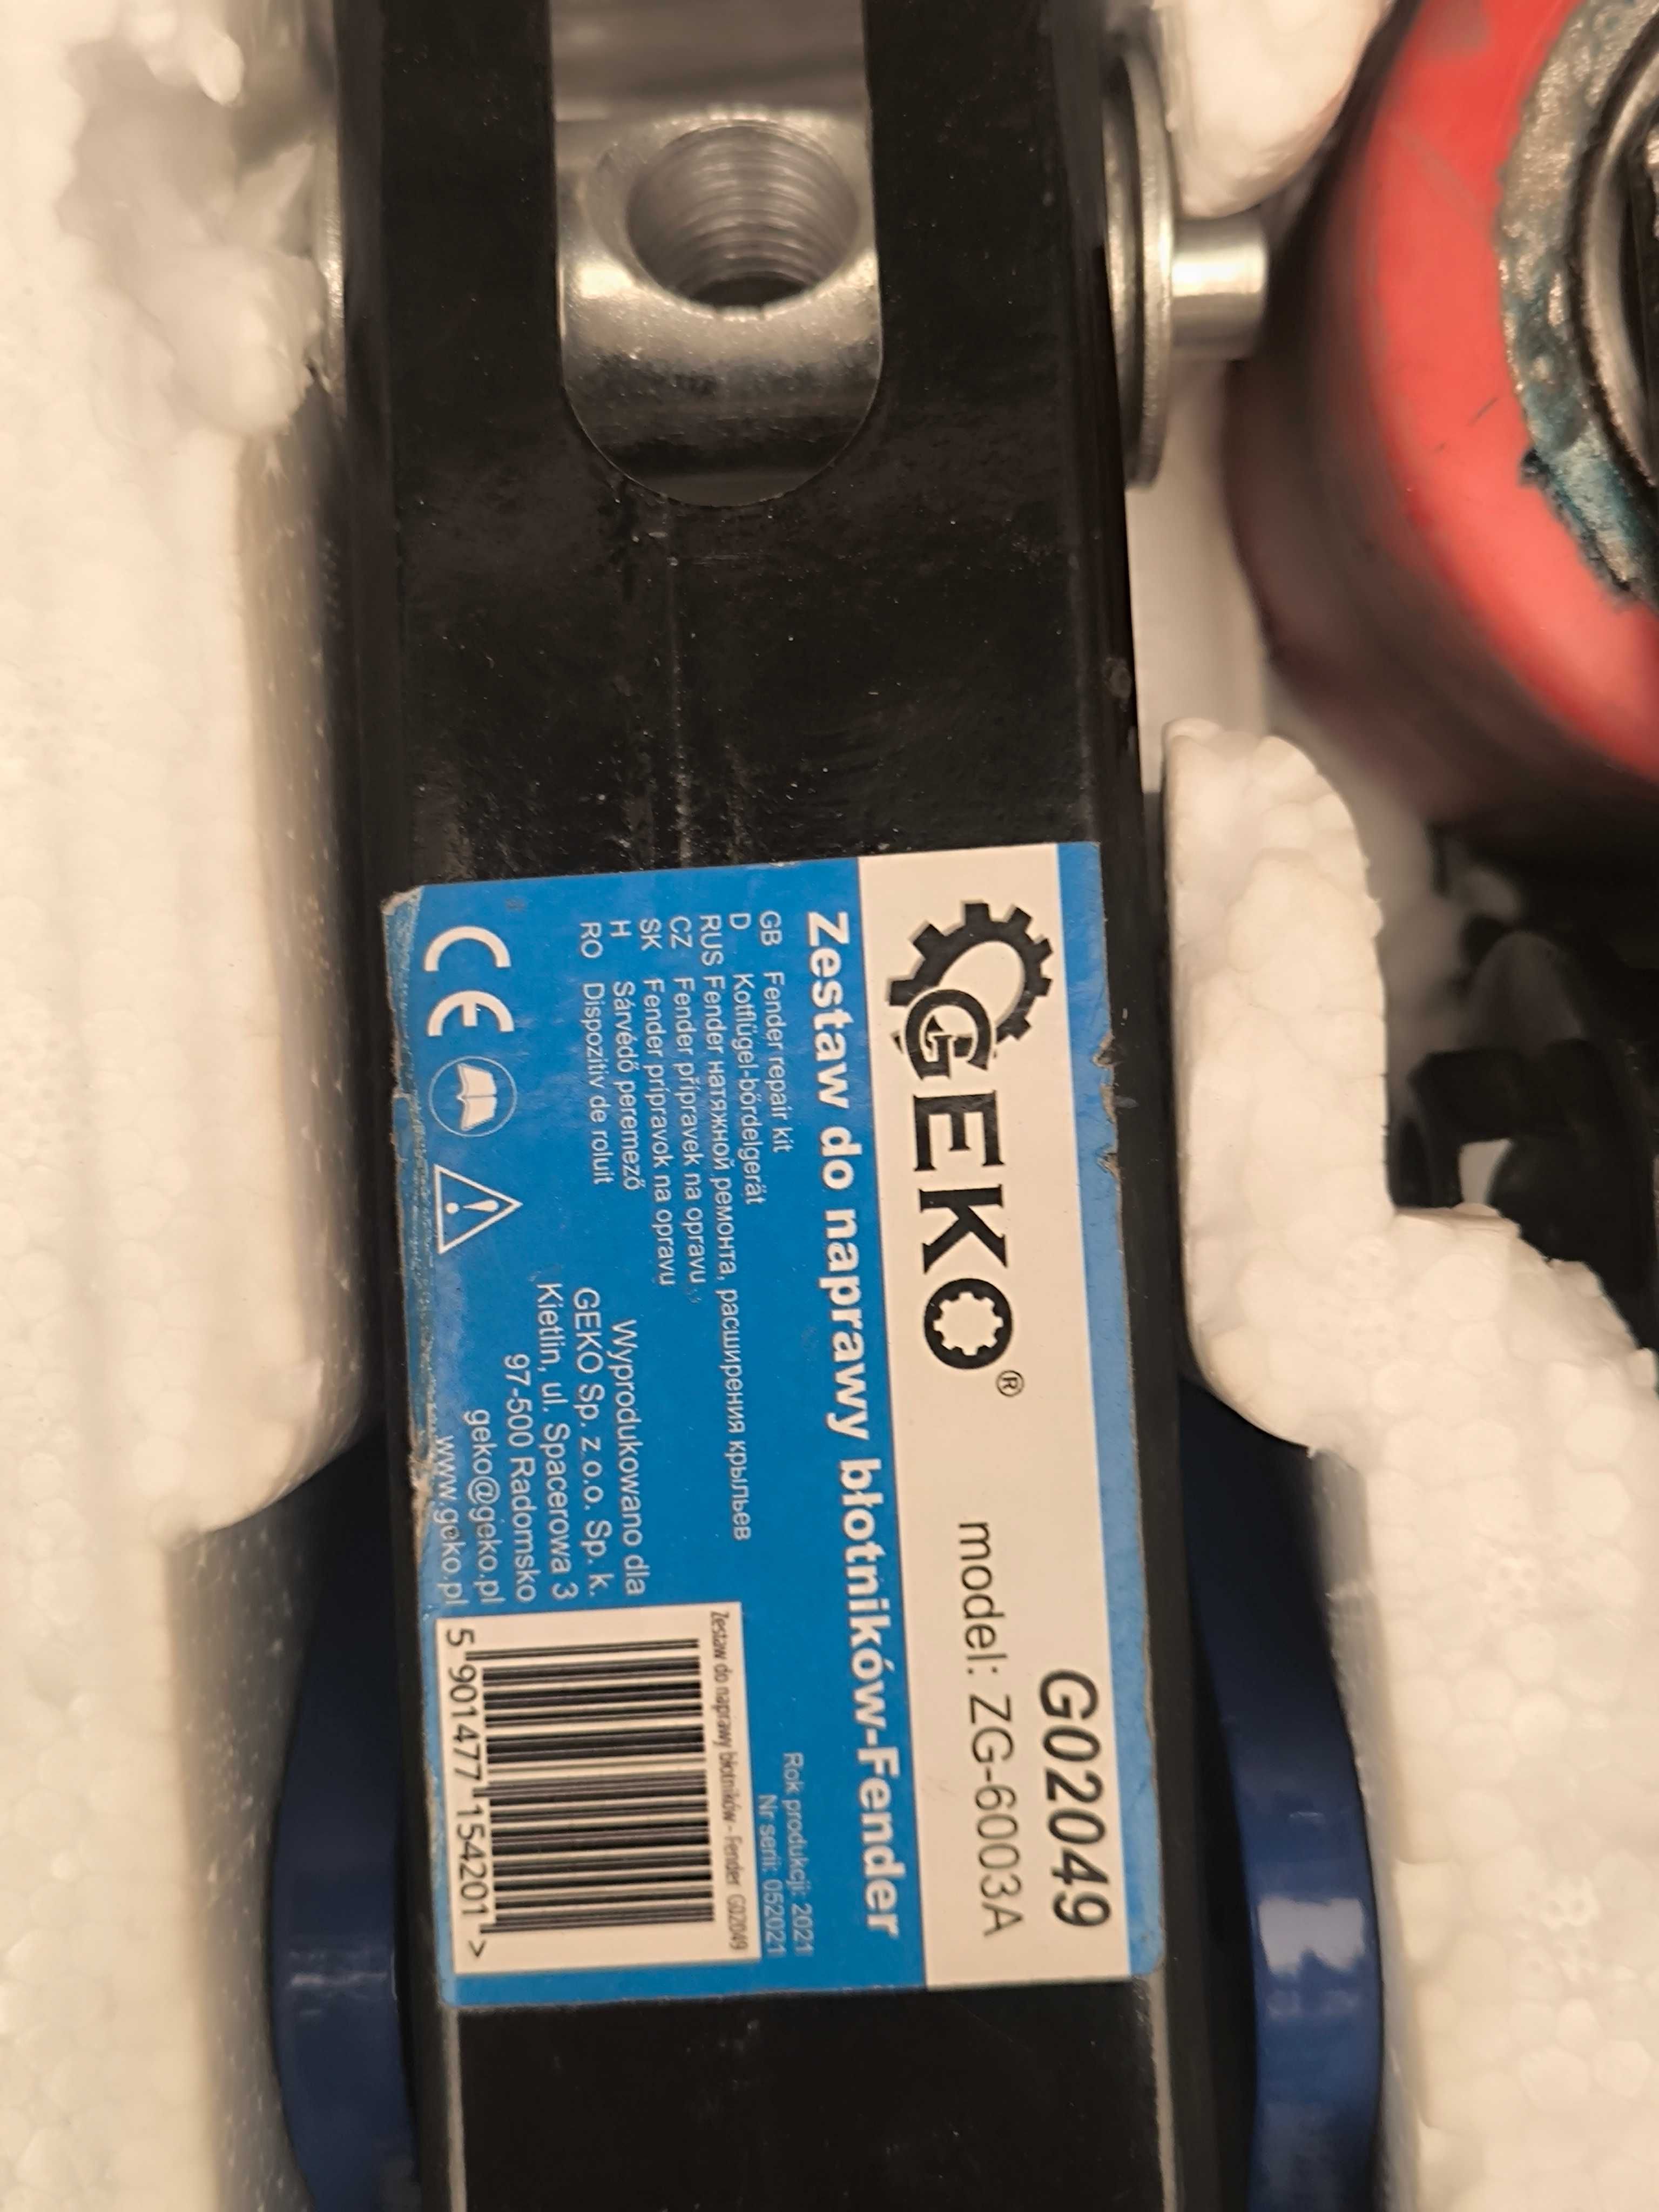 G02049
GEKO®
model: ZG-6003A
Zestaw do naprawy błotników-Fender
GB Fender repair kit
D Kotflügel-bördelgerät
RUS Fender натяжной ремонта, расширения крыльев
CZ Fender přípravek na opravu
SK Fender prípravok na opravu
H Sárvédő peremező
RO Dispozitiv de roluit
CE
Wyprodukowano dla
GEKO Sp. z o.o. Sp. k.
Kietlin, ul. Spacerowa 3
97-500 Radomsko
geko@geko.pl
www.geko.pl
Rok produkcji: 2021
Nr serii: 052021
Zestaw do naprawy błotników - Fender G02049
5 901477 154201 >